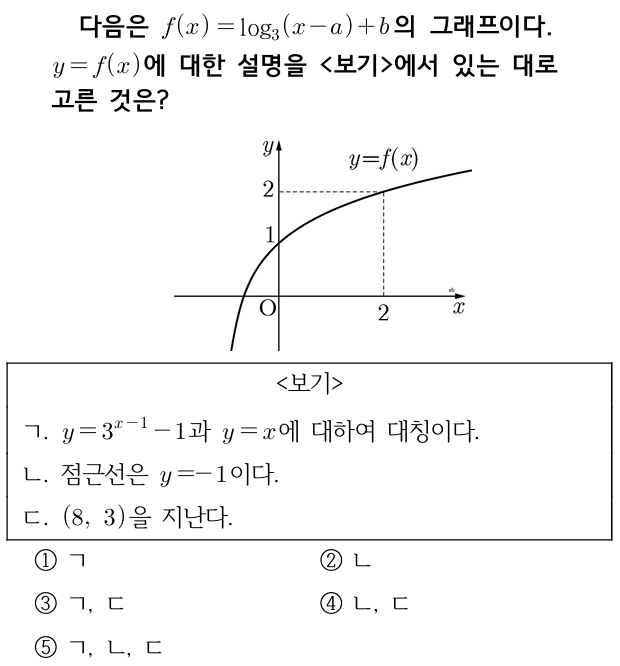 다음은 f(x)=log₃(x−a)+b의 그래프이다.
y=f(x)에 대한 설명을 <보기>에서 있는 대로
고른 것은?
y
y=f(x)
2
1
O
2
x
<보기>
ㄱ. y=3^{x−1}−1과 y=x에 대하여 대칭이다.
ㄴ. 점근선은 y=−1이다.
ㄷ. (8, 3)을 지난다.
① ㄱ ② ㄴ
③ ㄱ, ㄷ ④ ㄴ, ㄷ
⑤ ㄱ, ㄴ, ㄷ